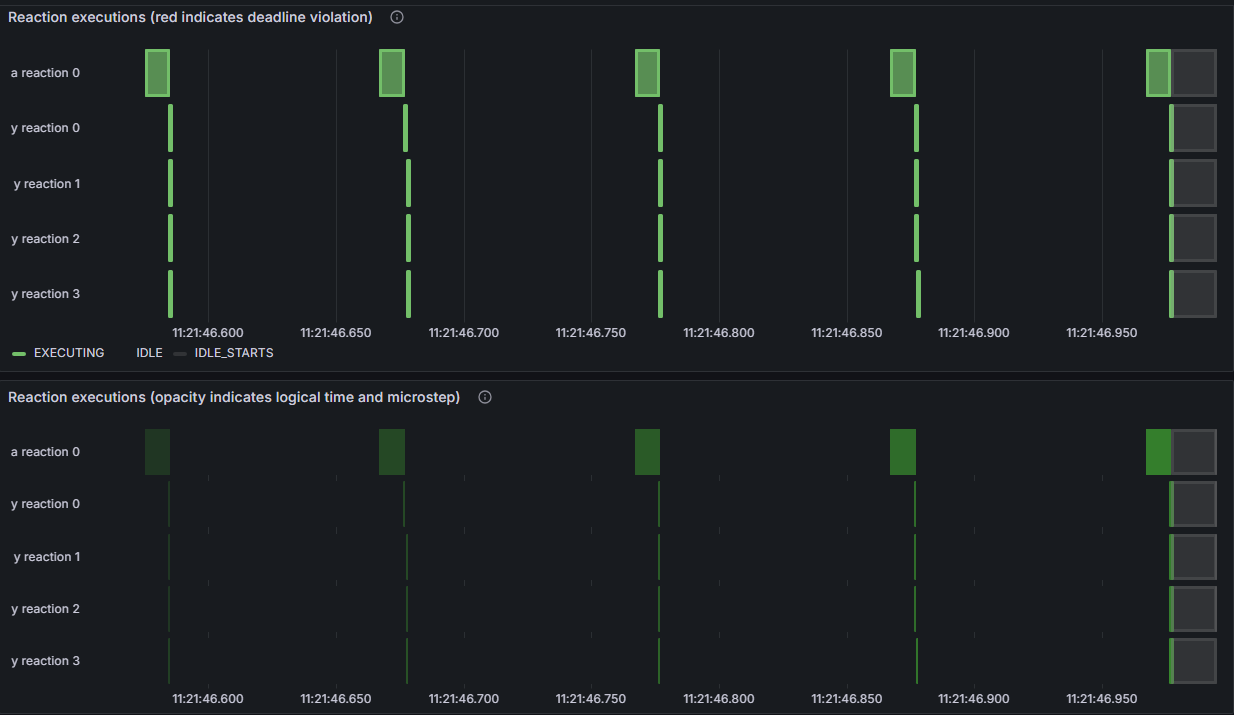 Reaction executions (red indicates deadline violation)
a reaction 0
y reaction 0
y reaction 1
y reaction 2
y reaction 3
11:21:46.600 11:21:46.650 11:21:46.700 11:21:46.750 11:21:46.800 11:21:46.850 11:21:46.900 11:21:46.950
EXECUTING IDLE IDLE_STARTS
Reaction executions (opacity indicates logical time and microstep)
a reaction 0
y reaction 0
y reaction 1
y reaction 2
y reaction 3
11:21:46.600 11:21:46.650 11:21:46.700 11:21:46.750 11:21:46.800 11:21:46.850 11:21:46.900 11:21:46.950